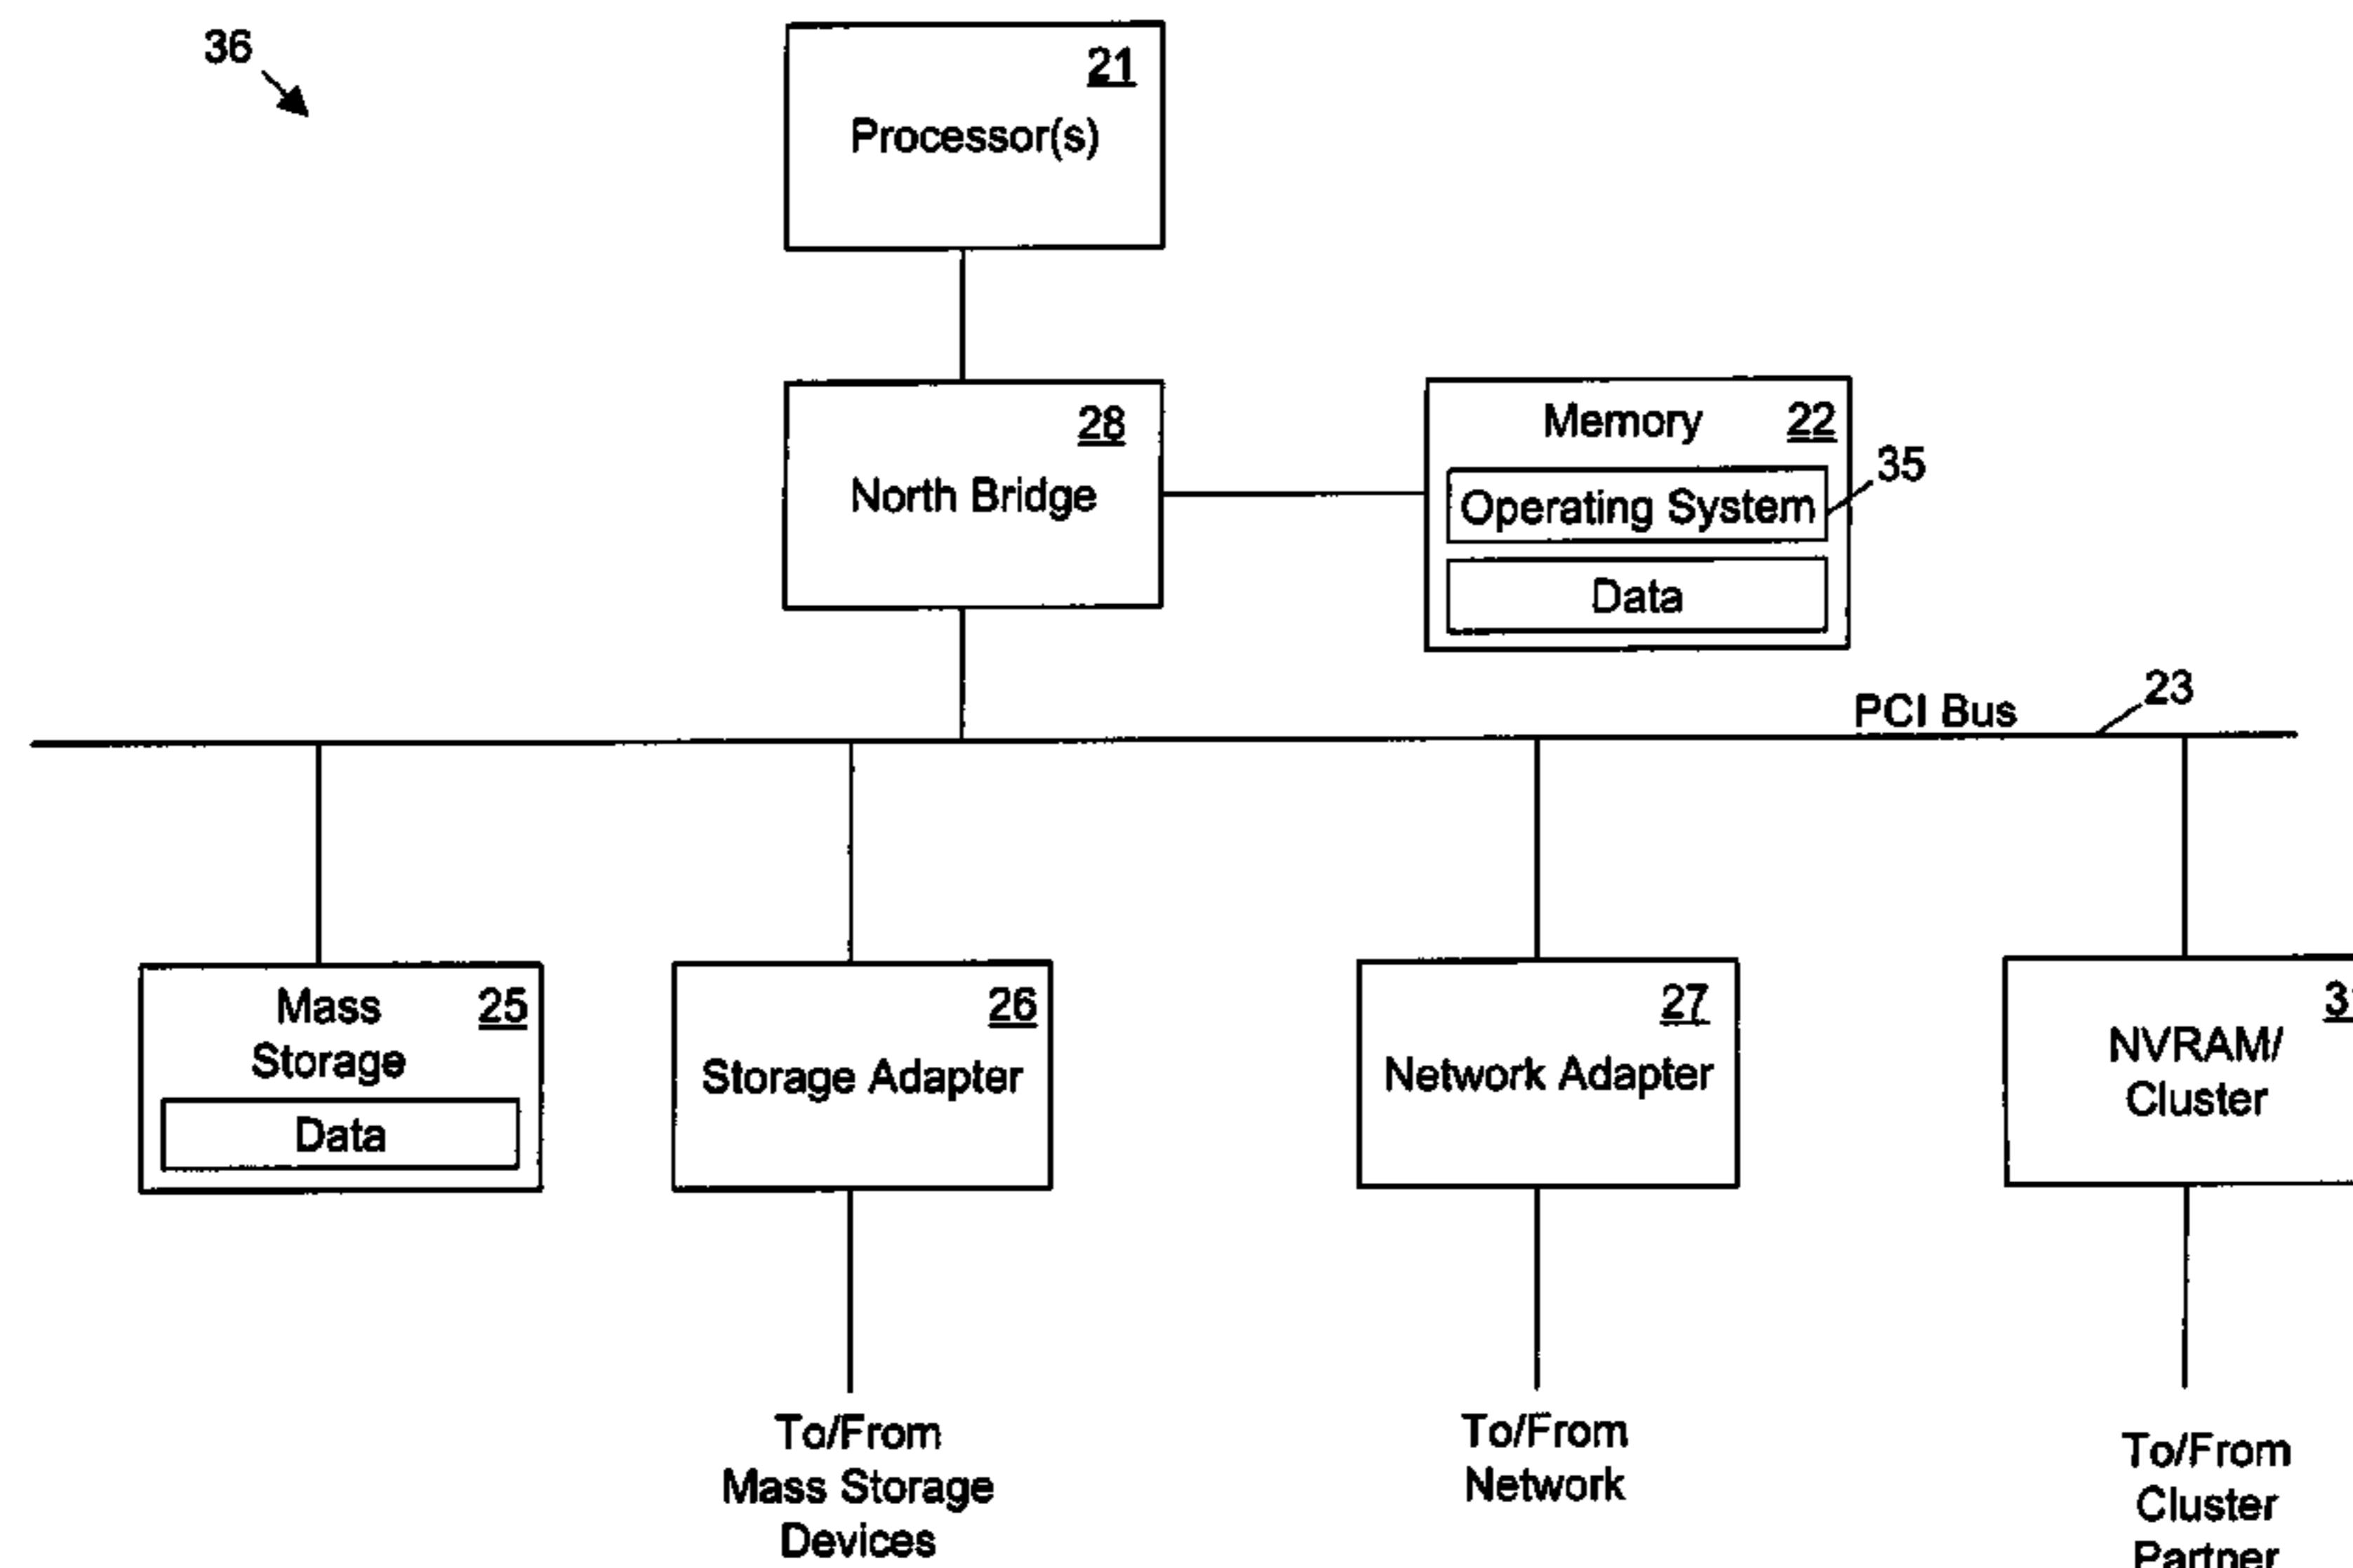 36
21
Processor(s)
28
North Bridge
Memory 22
35
Operating System
Data
PCI Bus 23
Mass 25
Storage
Data
26
Storage Adapter
27
Network Adapter
NVRAM/
Cluster
To/From
Mass Storage
Devices
To/From
Network
To/From
Cluster
Partner